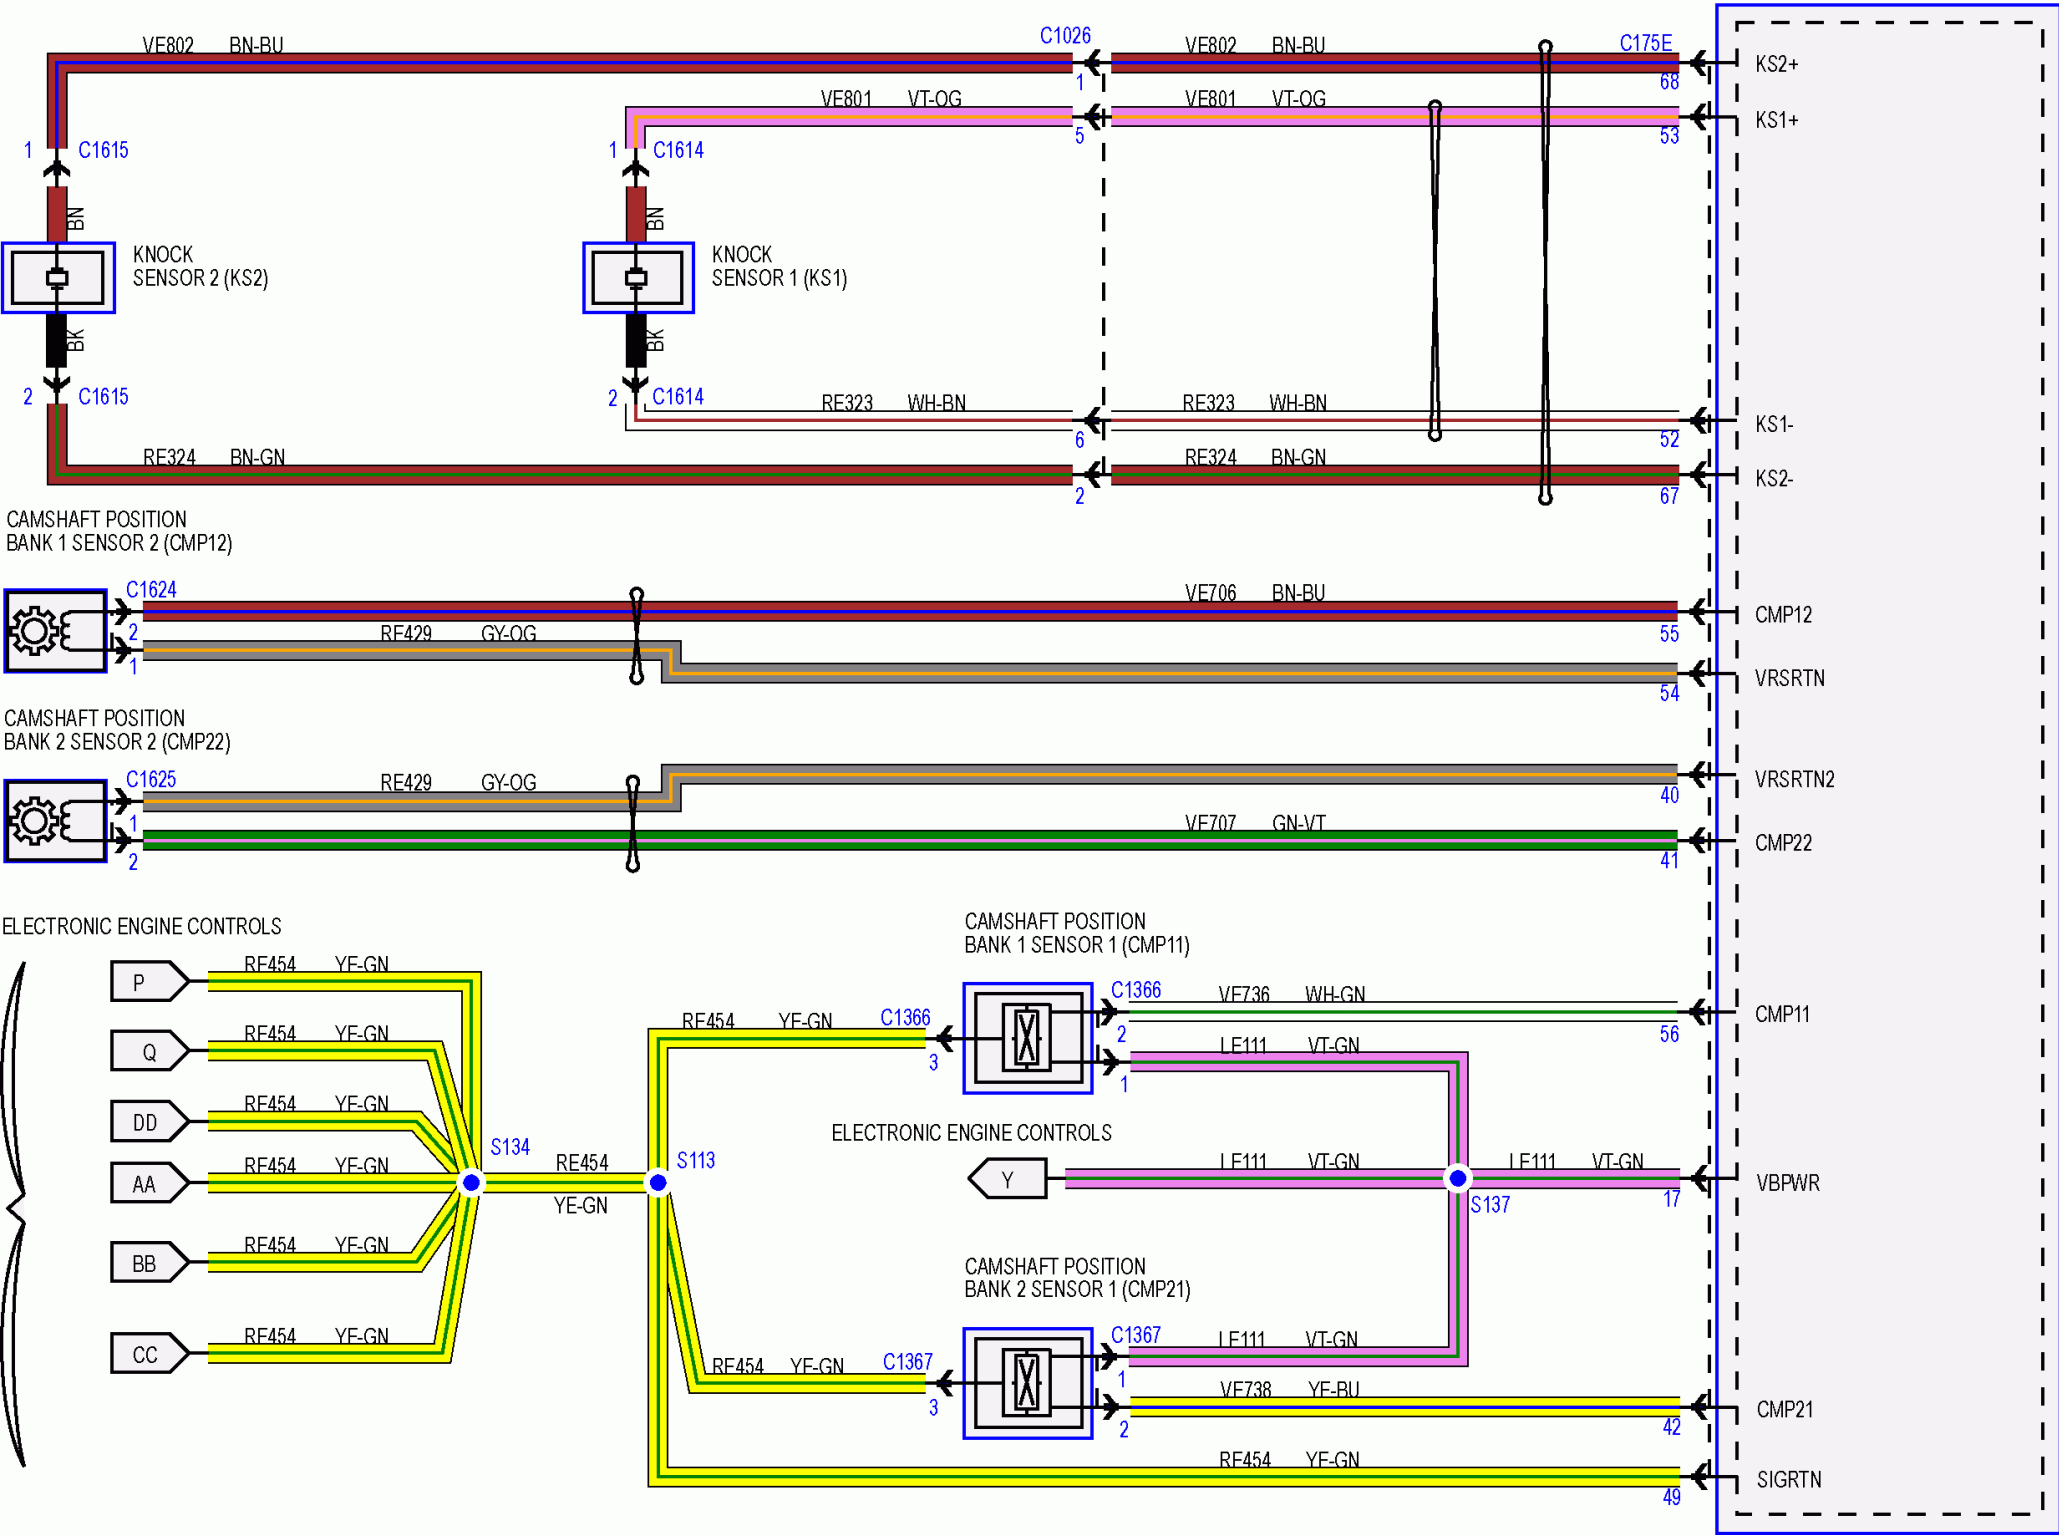 VE802 BN-BU C1026 VE802 BN-BU C175E
1 68 KS2+
VE801 VT-OG VE801 VT-OG
5 53 KS1+
1 C1615 1 C1614
BN BN
KNOCK
SENSOR 2 (KS2)
KNOCK
SENSOR 1 (KS1)
BK BK
2 C1615 2 C1614
RE323 WH-BN RE323 WH-BN
6 52 KS1-
RE324 BN-GN RE324 BN-GN
2 67 KS2-
CAMSHAFT POSITION
BANK 1 SENSOR 2 (CMP12)
C1624 VE706 BN-BU
2 55 CMP12
RE429 GY-OG
1 54 VRSRTN
CAMSHAFT POSITION
BANK 2 SENSOR 2 (CMP22)
C1625 RE429 GY-OG
1 40 VRSRTN2
VE707 GN-VT
2 41 CMP22
ELECTRONIC ENGINE CONTROLS
CAMSHAFT POSITION
BANK 1 SENSOR 1 (CMP11)
P RE454 YE-GN
C1366 VE736 WH-GN
2 56 CMP11
RE454 YE-GN C1366
3
Q RE454 YE-GN
LE111 VT-GN
1
DD RE454 YE-GN
ELECTRONIC ENGINE CONTROLS
S134 RE454 S113
YE-GN
AA RE454 YE-GN
Y LE111 VT-GN LE111 VT-GN
S137 17 VBPWR
BB RE454 YE-GN
CAMSHAFT POSITION
BANK 2 SENSOR 1 (CMP21)
CC RE454 YE-GN
C1367 LE111 VT-GN
1
RE454 YE-GN C1367
3
VE738 YE-BU
2 42 CMP21
RE454 YE-GN
49 SIGRTN